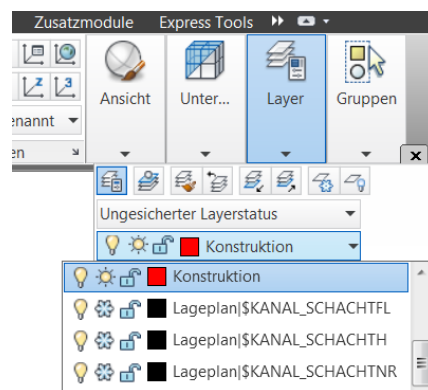 Zusatzmodule Express Tools
Ansicht Unter... Layer Gruppen
enannt
en
Ungesicherter Layerstatus
Konstruktion
Konstruktion
Lageplan|$KANAL_SCHACHTFL
Lageplan|$KANAL_SCHACHTH
Lageplan|$KANAL_SCHACHTNR